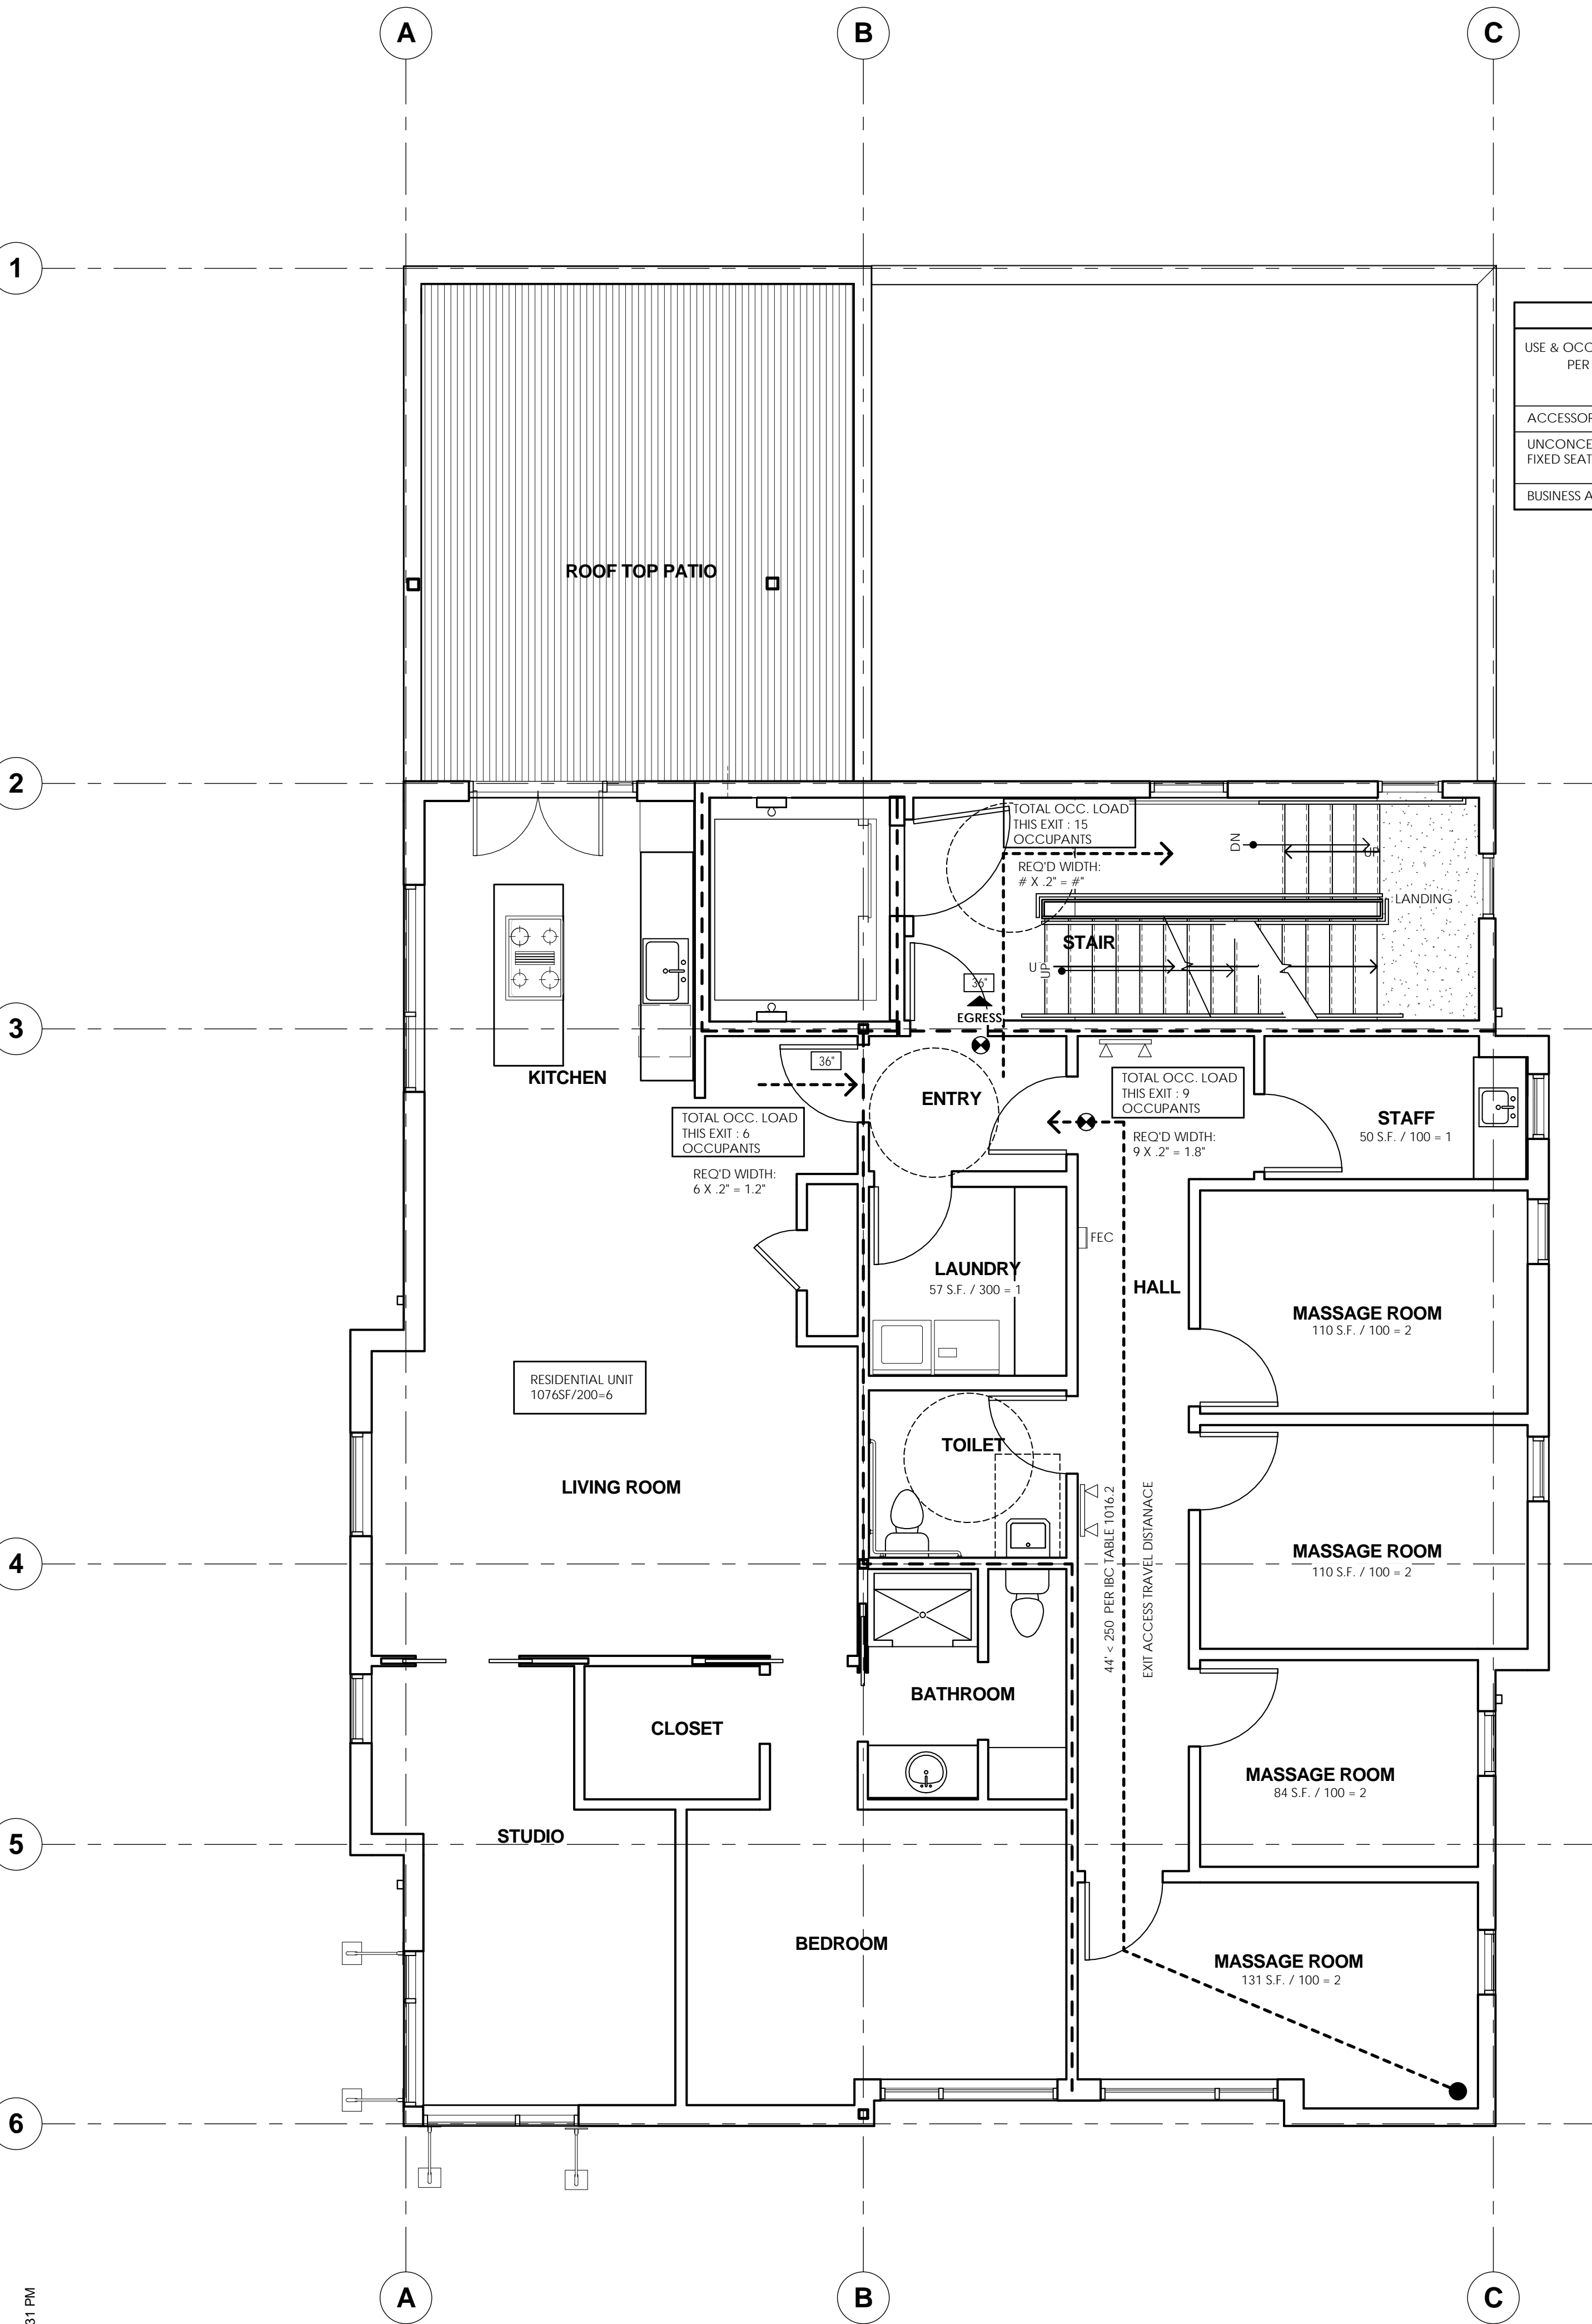 A
B
C
1
USE & OCC
PER
ACCESSOR
UNCONCE
FIXED SEAT
BUSINESS A
ROOF TOP PATIO
2
TOTAL OCC. LOAD
THIS EXIT : 15
OCCUPANTS
REQ'D WIDTH:
# X .2" = #"
DN
UP
LANDING
STAIR
U
UP
36"
EGRESS
3
KITCHEN
36"
TOTAL OCC. LOAD
THIS EXIT : 6
OCCUPANTS
REQ'D WIDTH:
6 X .2" = 1.2"
ENTRY
TOTAL OCC. LOAD
THIS EXIT : 9
OCCUPANTS
REQ'D WIDTH:
9 X .2" = 1.8"
STAFF
50 S.F. / 100 = 1
FEC
LAUNDRY
57 S.F. / 300 = 1
HALL
MASSAGE ROOM
110 S.F. / 100 = 2
RESIDENTIAL UNIT
1076SF/200=6
TOILET
LIVING ROOM
44' < 250 PER IBC TABLE 1016.2
EXIT ACCESS TRAVEL DISTANACE
4
MASSAGE ROOM
110 S.F. / 100 = 2
BATHROOM
CLOSET
MASSAGE ROOM
84 S.F. / 100 = 2
5
STUDIO
BEDROOM
MASSAGE ROOM
131 S.F. / 100 = 2
6
A
B
C
31 PM